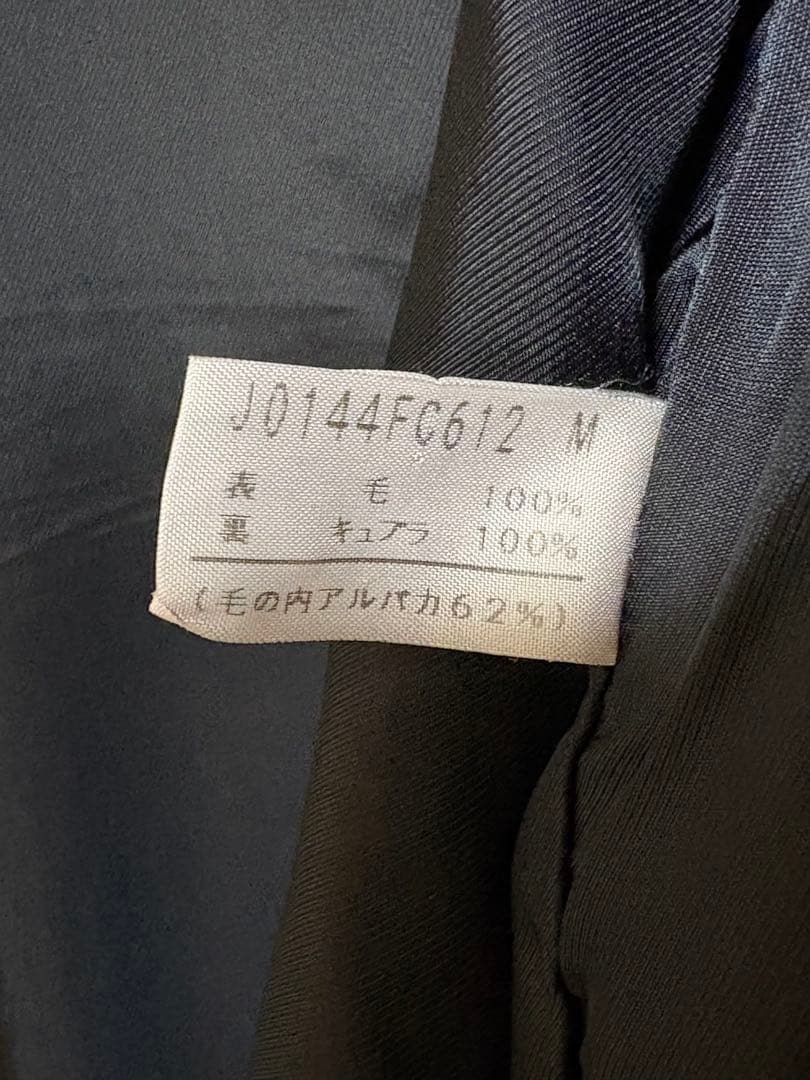 J0144FC612 M
表 毛 100%
裏 キュプラ 100%
(毛の内アルパカ62%)